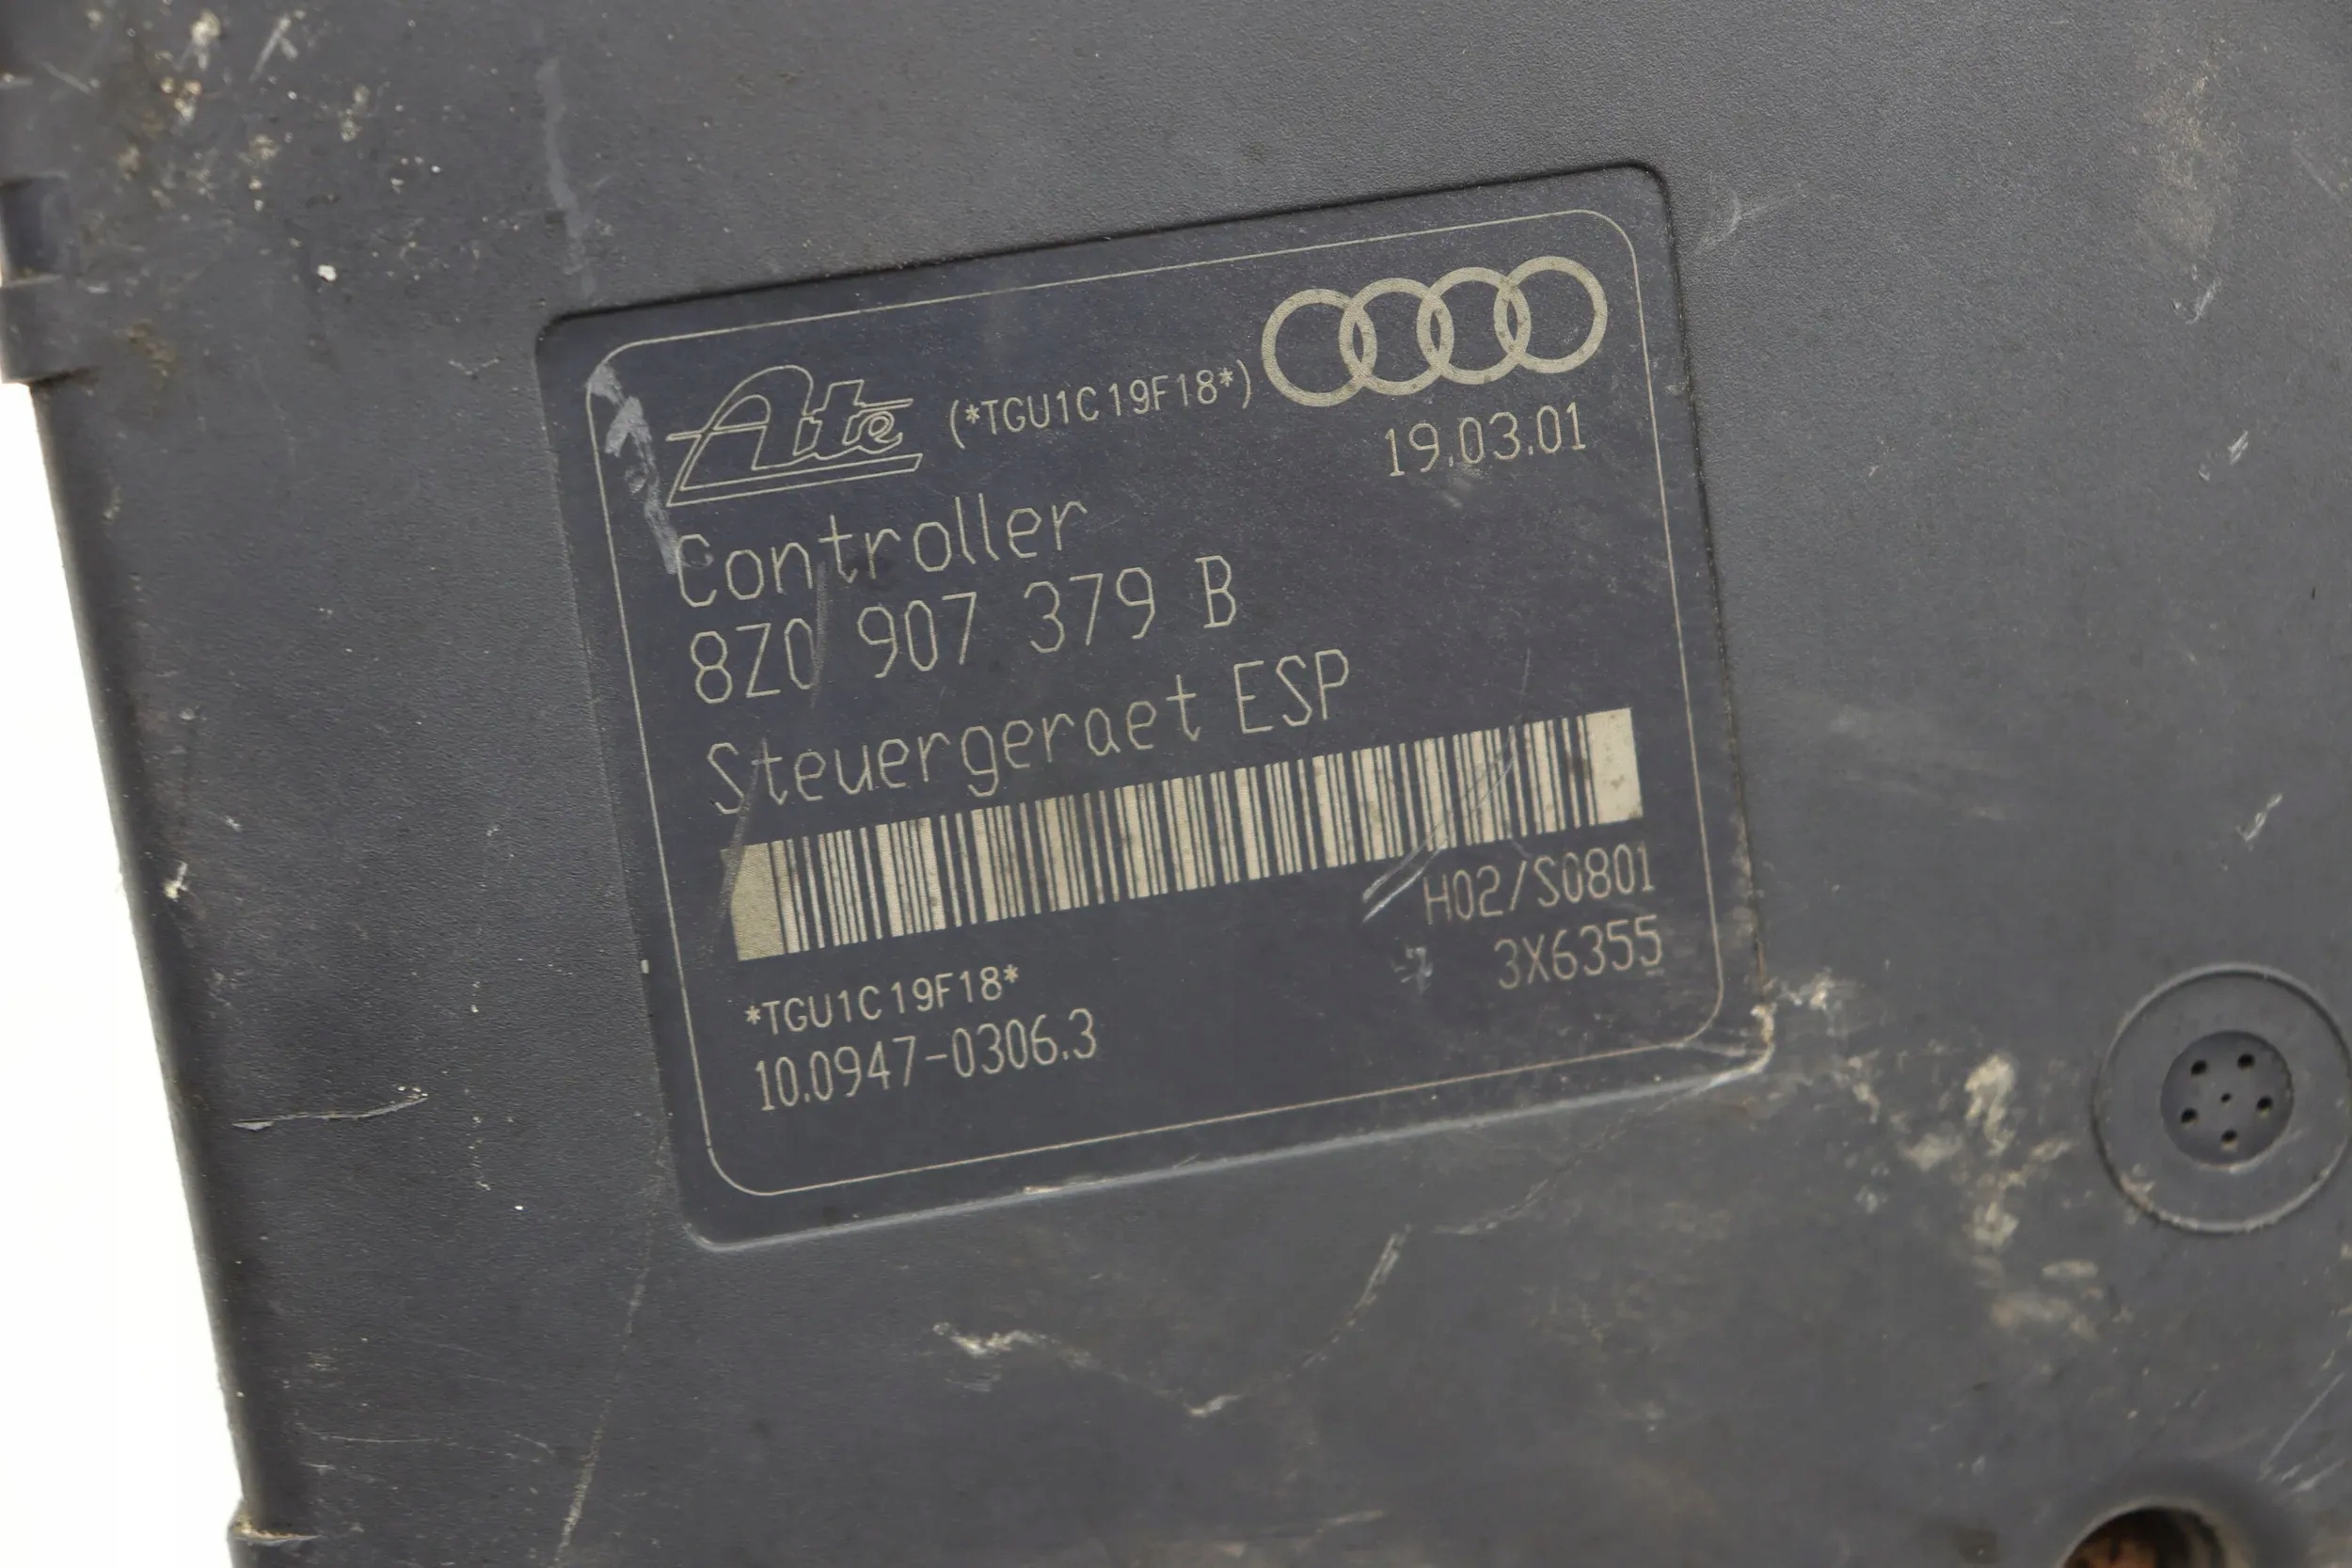 Ate (*TGU1C19F18*)
19.03.01
Controller
8Z0 907 379 B
Steuergeraet ESP
H02/S0801
*TGU1C19F18* 3X6355
10.0947-0306.3